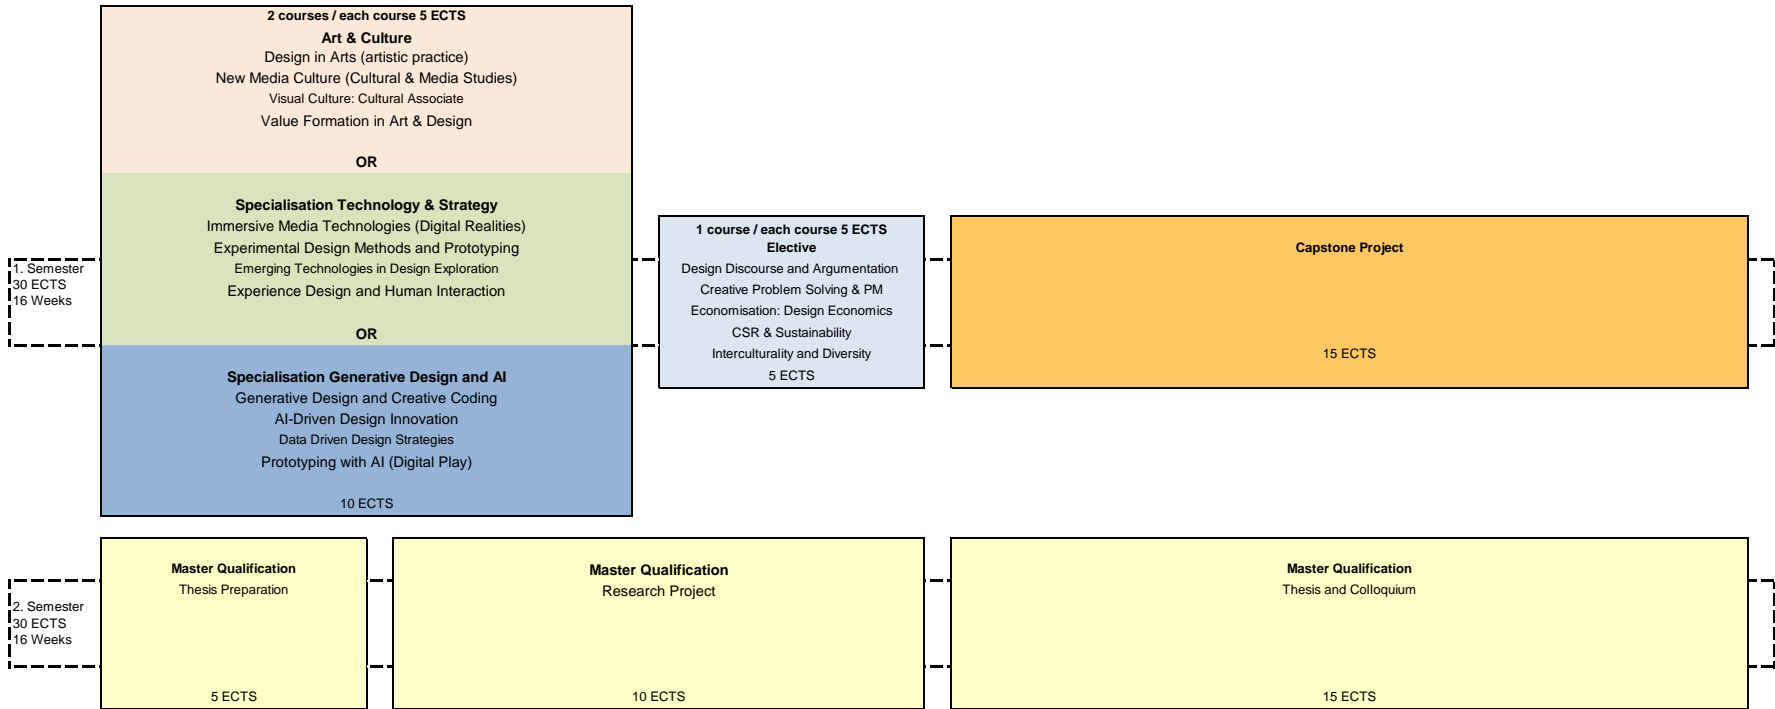 2 courses / each course 5 ECTS
Art & Culture
Design in Arts (artistic practice)
New Media Culture (Cultural & Media Studies)
Visual Culture: Cultural Associate
Value Formation in Art & Design
OR
Specialisation Technology & Strategy
Immersive Media Technologies (Digital Realities)
Experimental Design Methods and Prototyping
Emerging Technologies in Design Exploration
Experience Design and Human Interaction
OR
Specialisation Generative Design and AI
Generative Design and Creative Coding
AI-Driven Design Innovation
Data Driven Design Strategies
Prototyping with AI (Digital Play)
10 ECTS
1. Semester
30 ECTS
16 Weeks
1 course / each course 5 ECTS
Elective
Design Discourse and Argumentation
Creative Problem Solving & PM
Economisation: Design Economics
CSR & Sustainability
Interculturality and Diversity
5 ECTS
Capstone Project
15 ECTS
2. Semester
30 ECTS
16 Weeks
Master Qualification
Thesis Preparation
5 ECTS
Master Qualification
Research Project
10 ECTS
Master Qualification
Thesis and Colloquium
15 ECTS